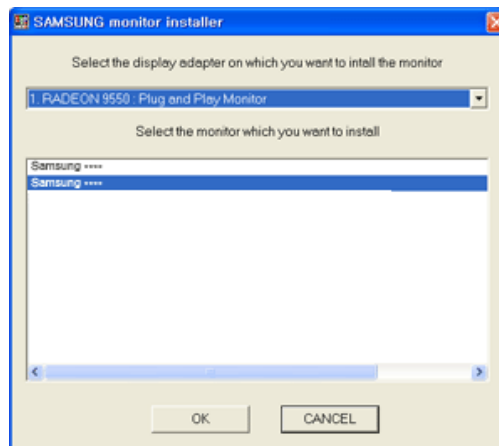 SAMSUNG monitor installer
Select the display adapter on which you want to intall the monitor
1. RADEON 9550 : Plug and Play Monitor
Select the monitor which you want to install
Samsung ----
Samsung ----
OK
CANCEL